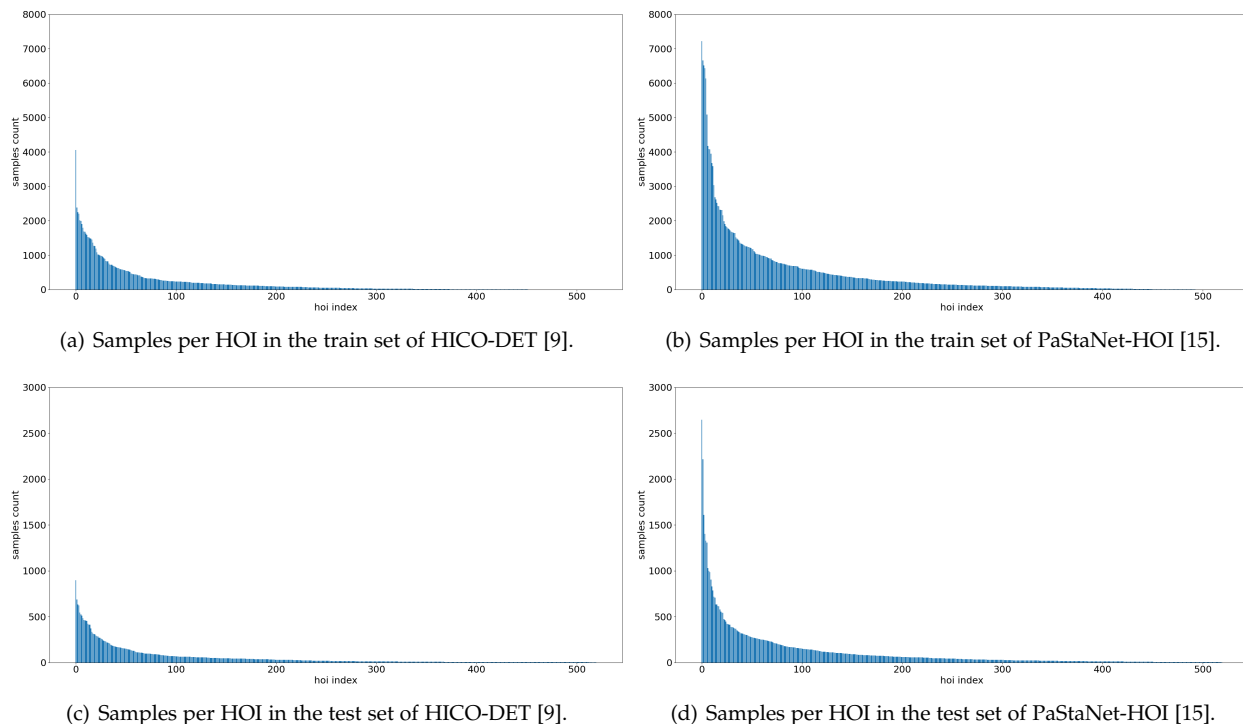 8000
7000
6000
5000
4000
3000
2000
1000
0
samples count
0 100 200 300 400 500
hoi index
(a) Samples per HOI in the train set of HICO-DET [9].
8000
7000
6000
5000
4000
3000
2000
1000
0
samples count
0 100 200 300 400 500
hoi index
(b) Samples per HOI in the train set of PaStaNet-HOI [15].
3000
2500
2000
1500
1000
500
0
samples count
0 100 200 300 400 500
hoi index
(c) Samples per HOI in the test set of HICO-DET [9].
3000
2500
2000
1500
1000
500
0
samples count
0 100 200 300 400 500
hoi index
(d) Samples per HOI in the test set of PaStaNet-HOI [15].